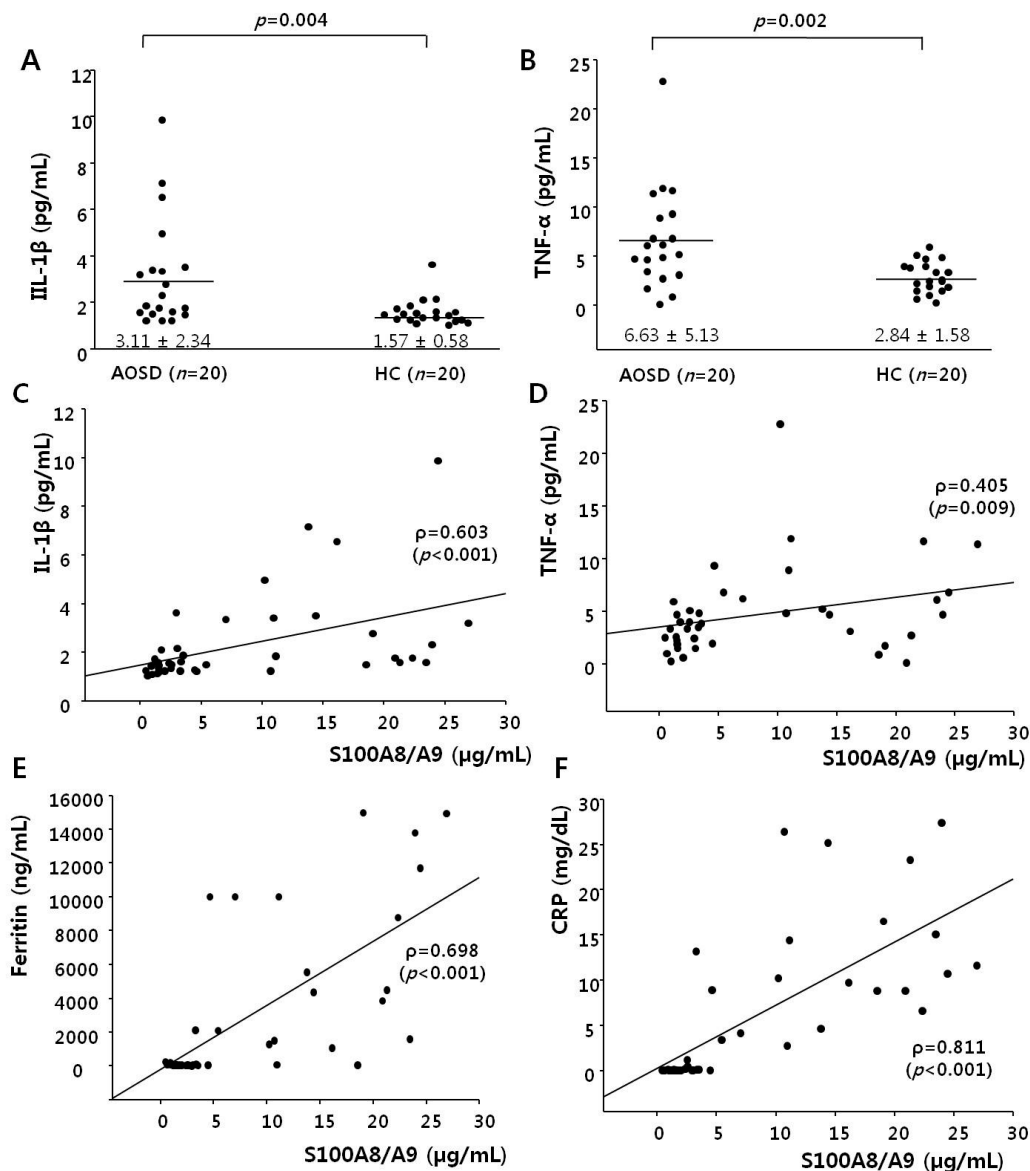 p=0.004
A
IIL-1β (pg/mL)
12
10
8
6
4
2
0
3.11 ± 2.34
1.57 ± 0.58
AOSD (n=20)
HC (n=20)
p=0.002
B
TNF-α (pg/mL)
25
20
15
10
5
0
6.63 ± 5.13
2.84 ± 1.58
AOSD (n=20)
HC (n=20)
C
IL-1β (pg/mL)
12
10
8
6
4
2
0
ρ=0.603
(p<0.001)
0 5 10 15 20 25 30
S100A8/A9 (µg/mL)
D
TNF-α (pg/mL)
25
20
15
10
5
0
ρ=0.405
(p=0.009)
0 5 10 15 20 25 30
S100A8/A9 (µg/mL)
E
Ferritin (ng/mL)
16000
14000
12000
10000
8000
6000
4000
2000
0
ρ=0.698
(p<0.001)
0 5 10 15 20 25 30
S100A8/A9 (µg/mL)
F
CRP (mg/dL)
30
25
20
15
10
5
0
ρ=0.811
(p<0.001)
0 5 10 15 20 25 30
S100A8/A9 (µg/mL)